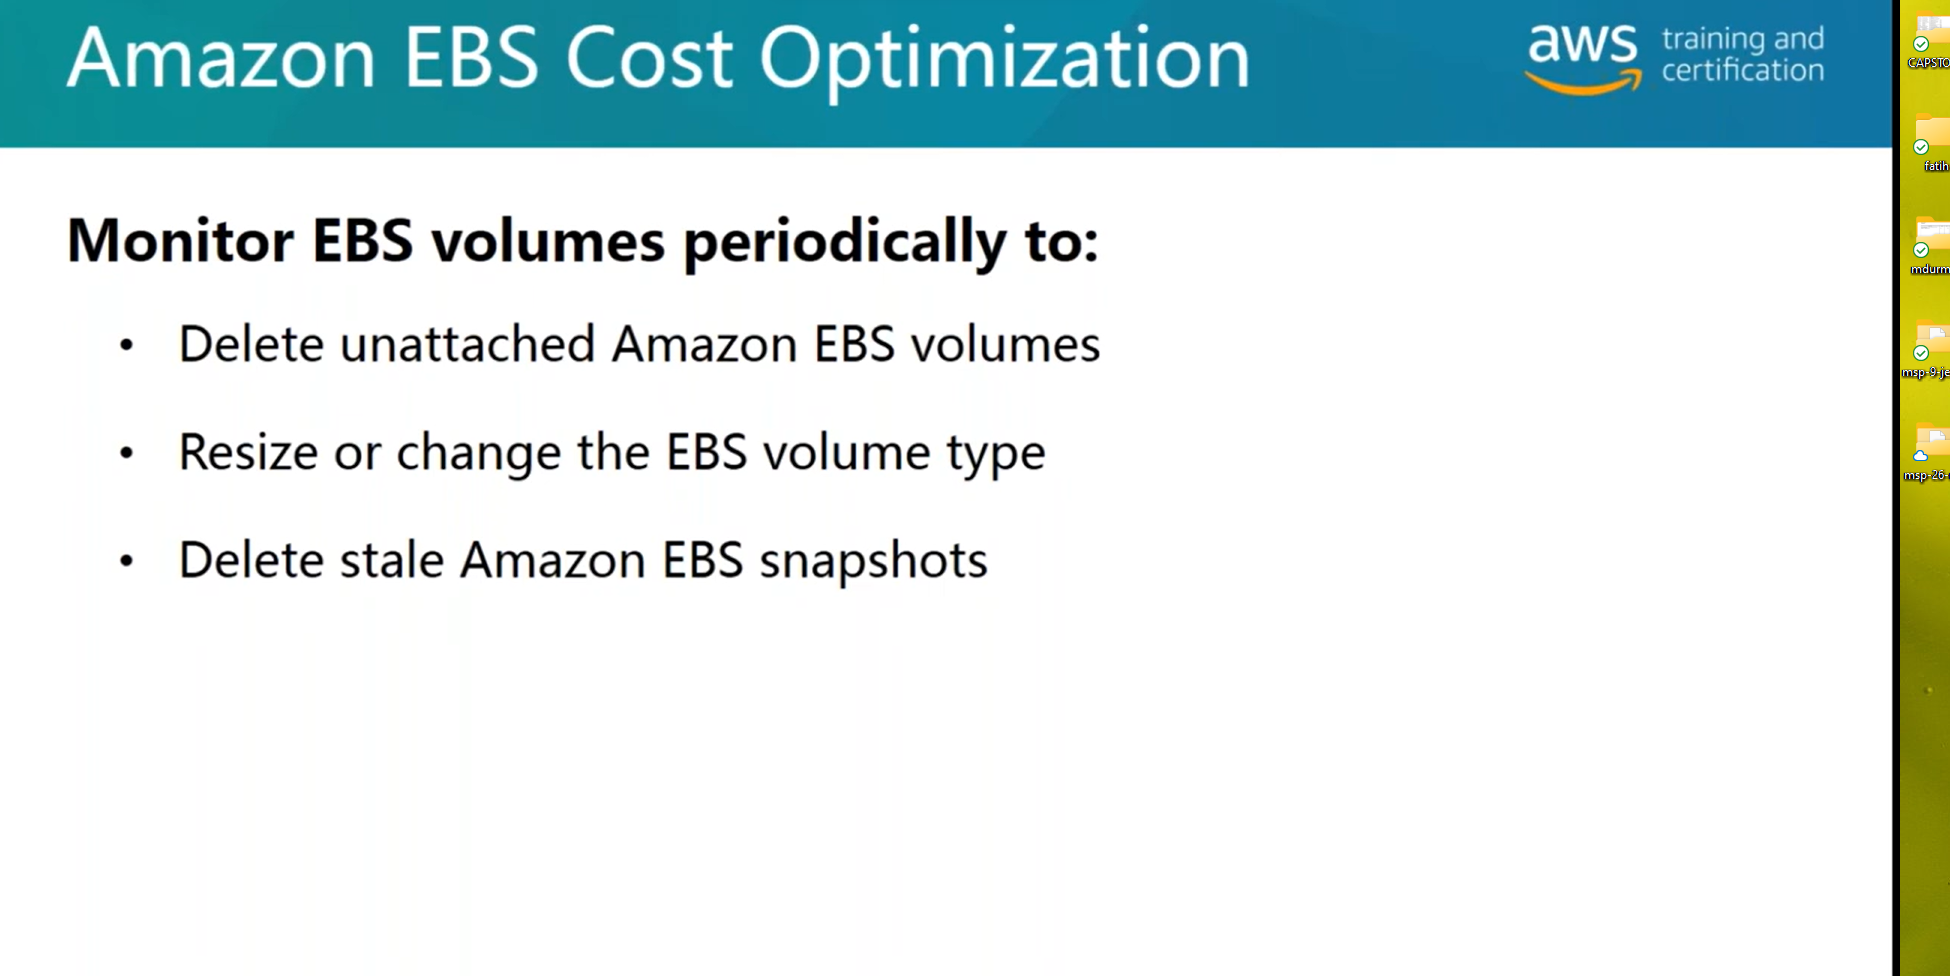 Amazon EBS Cost Optimization
aws training and
certification
Monitor EBS volumes periodically to:
• Delete unattached Amazon EBS volumes
• Resize or change the EBS volume type
• Delete stale Amazon EBS snapshots
CAPSTO
fatih
mdurm
msp-9-je
msp-26-